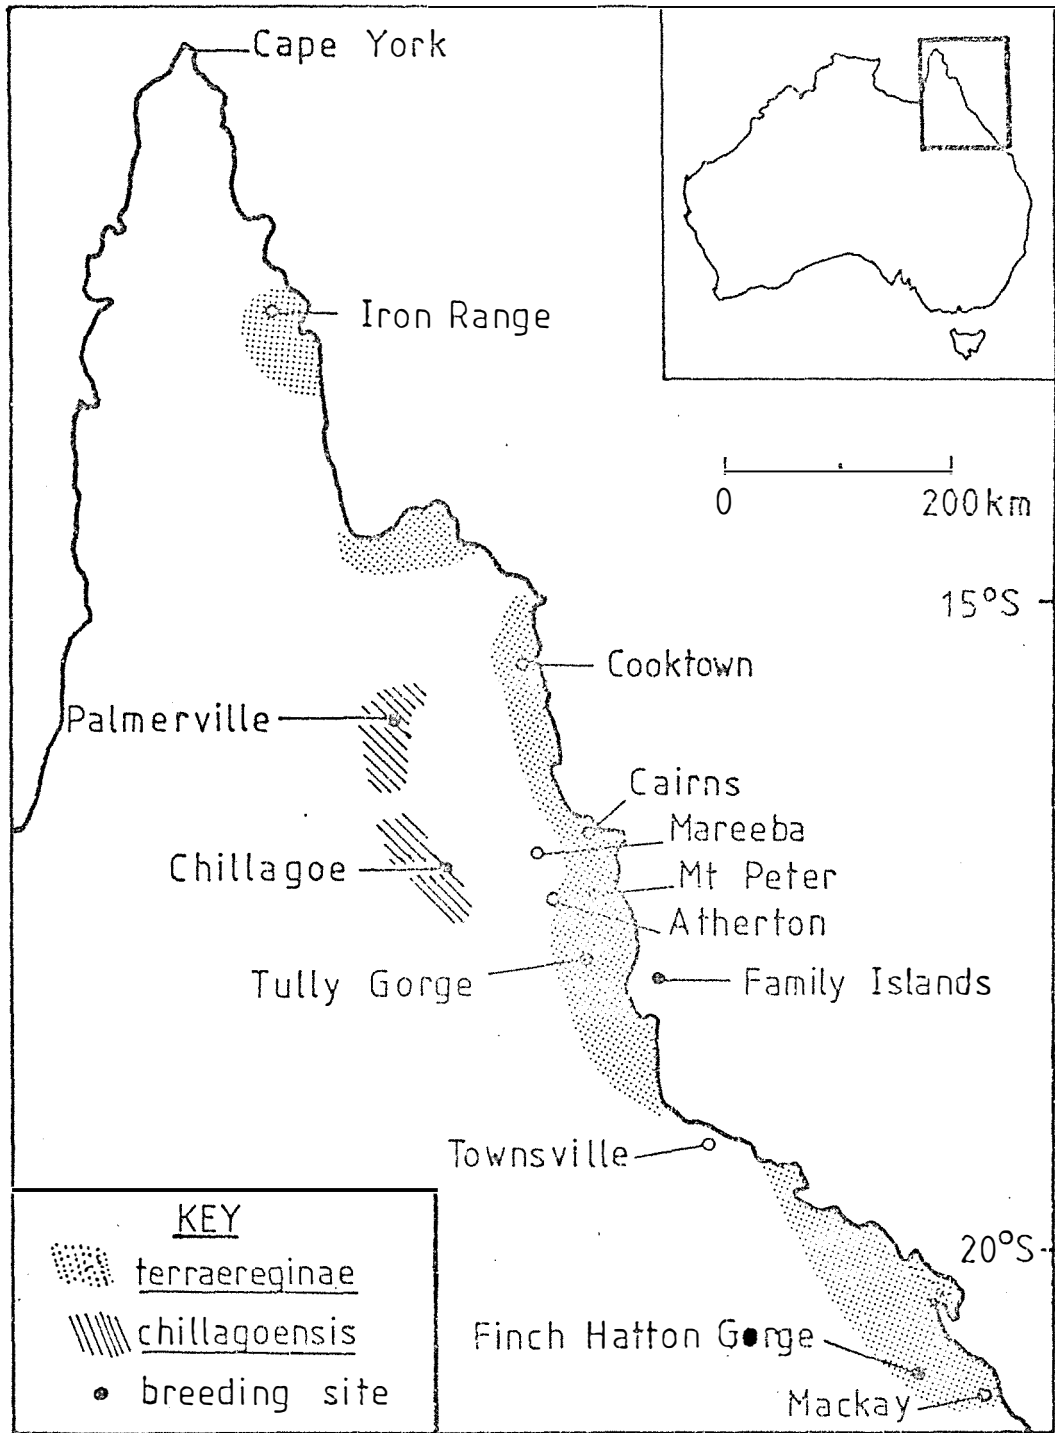 Cape York
Iron Range
0 200km
15°S
Cooktown
Palmerville
Cairns
Mareeba
Chillagoe
Mt Peter
Atherton
Tully Gorge
Family Islands
Townsville
KEY
terraereginae
chillagoensis
breeding site
20°S
Finch Hatton Gorge
Mackay